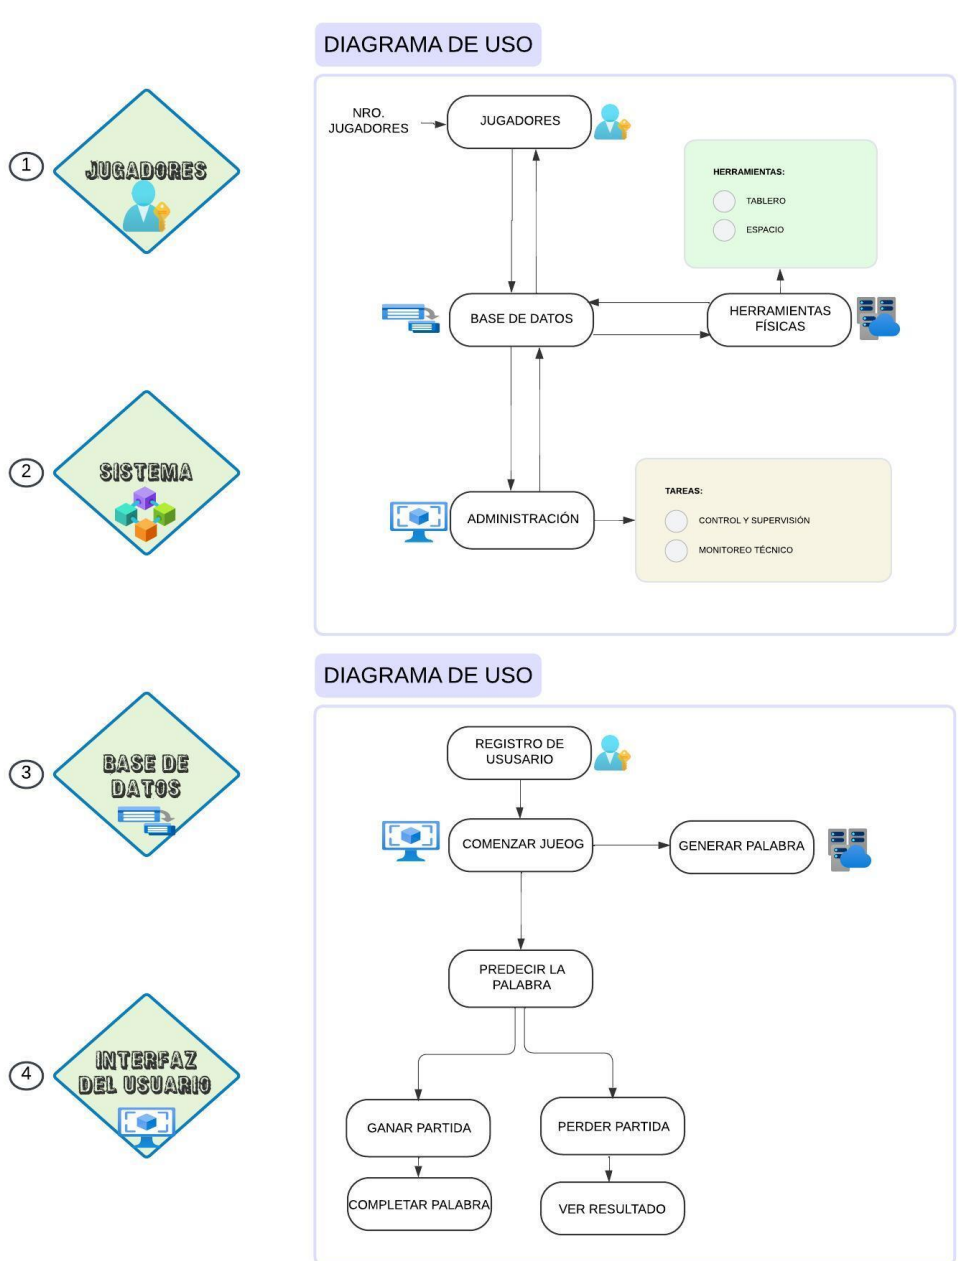 DIAGRAMA DE USO
NRO.
JUGADORES
JUGADORES
1
JUGADORES
HERRAMIENTAS:
TABLERO
ESPACIO
BASE DE DATOS
HERRAMIENTAS
FÍSICAS
2
SISTEMA
ADMINISTRACIÓN
TAREAS:
CONTROL Y SUPERVISIÓN
MONITOREO TÉCNICO
DIAGRAMA DE USO
3
BASE DE
DATOS
REGISTRO DE
USUSARIO
COMENZAR JUEOG
GENERAR PALABRA
PREDECIR LA
PALABRA
4
INTERFAZ
DEL USUARIO
GANAR PARTIDA
PERDER PARTIDA
COMPLETAR PALABRA
VER RESULTADO